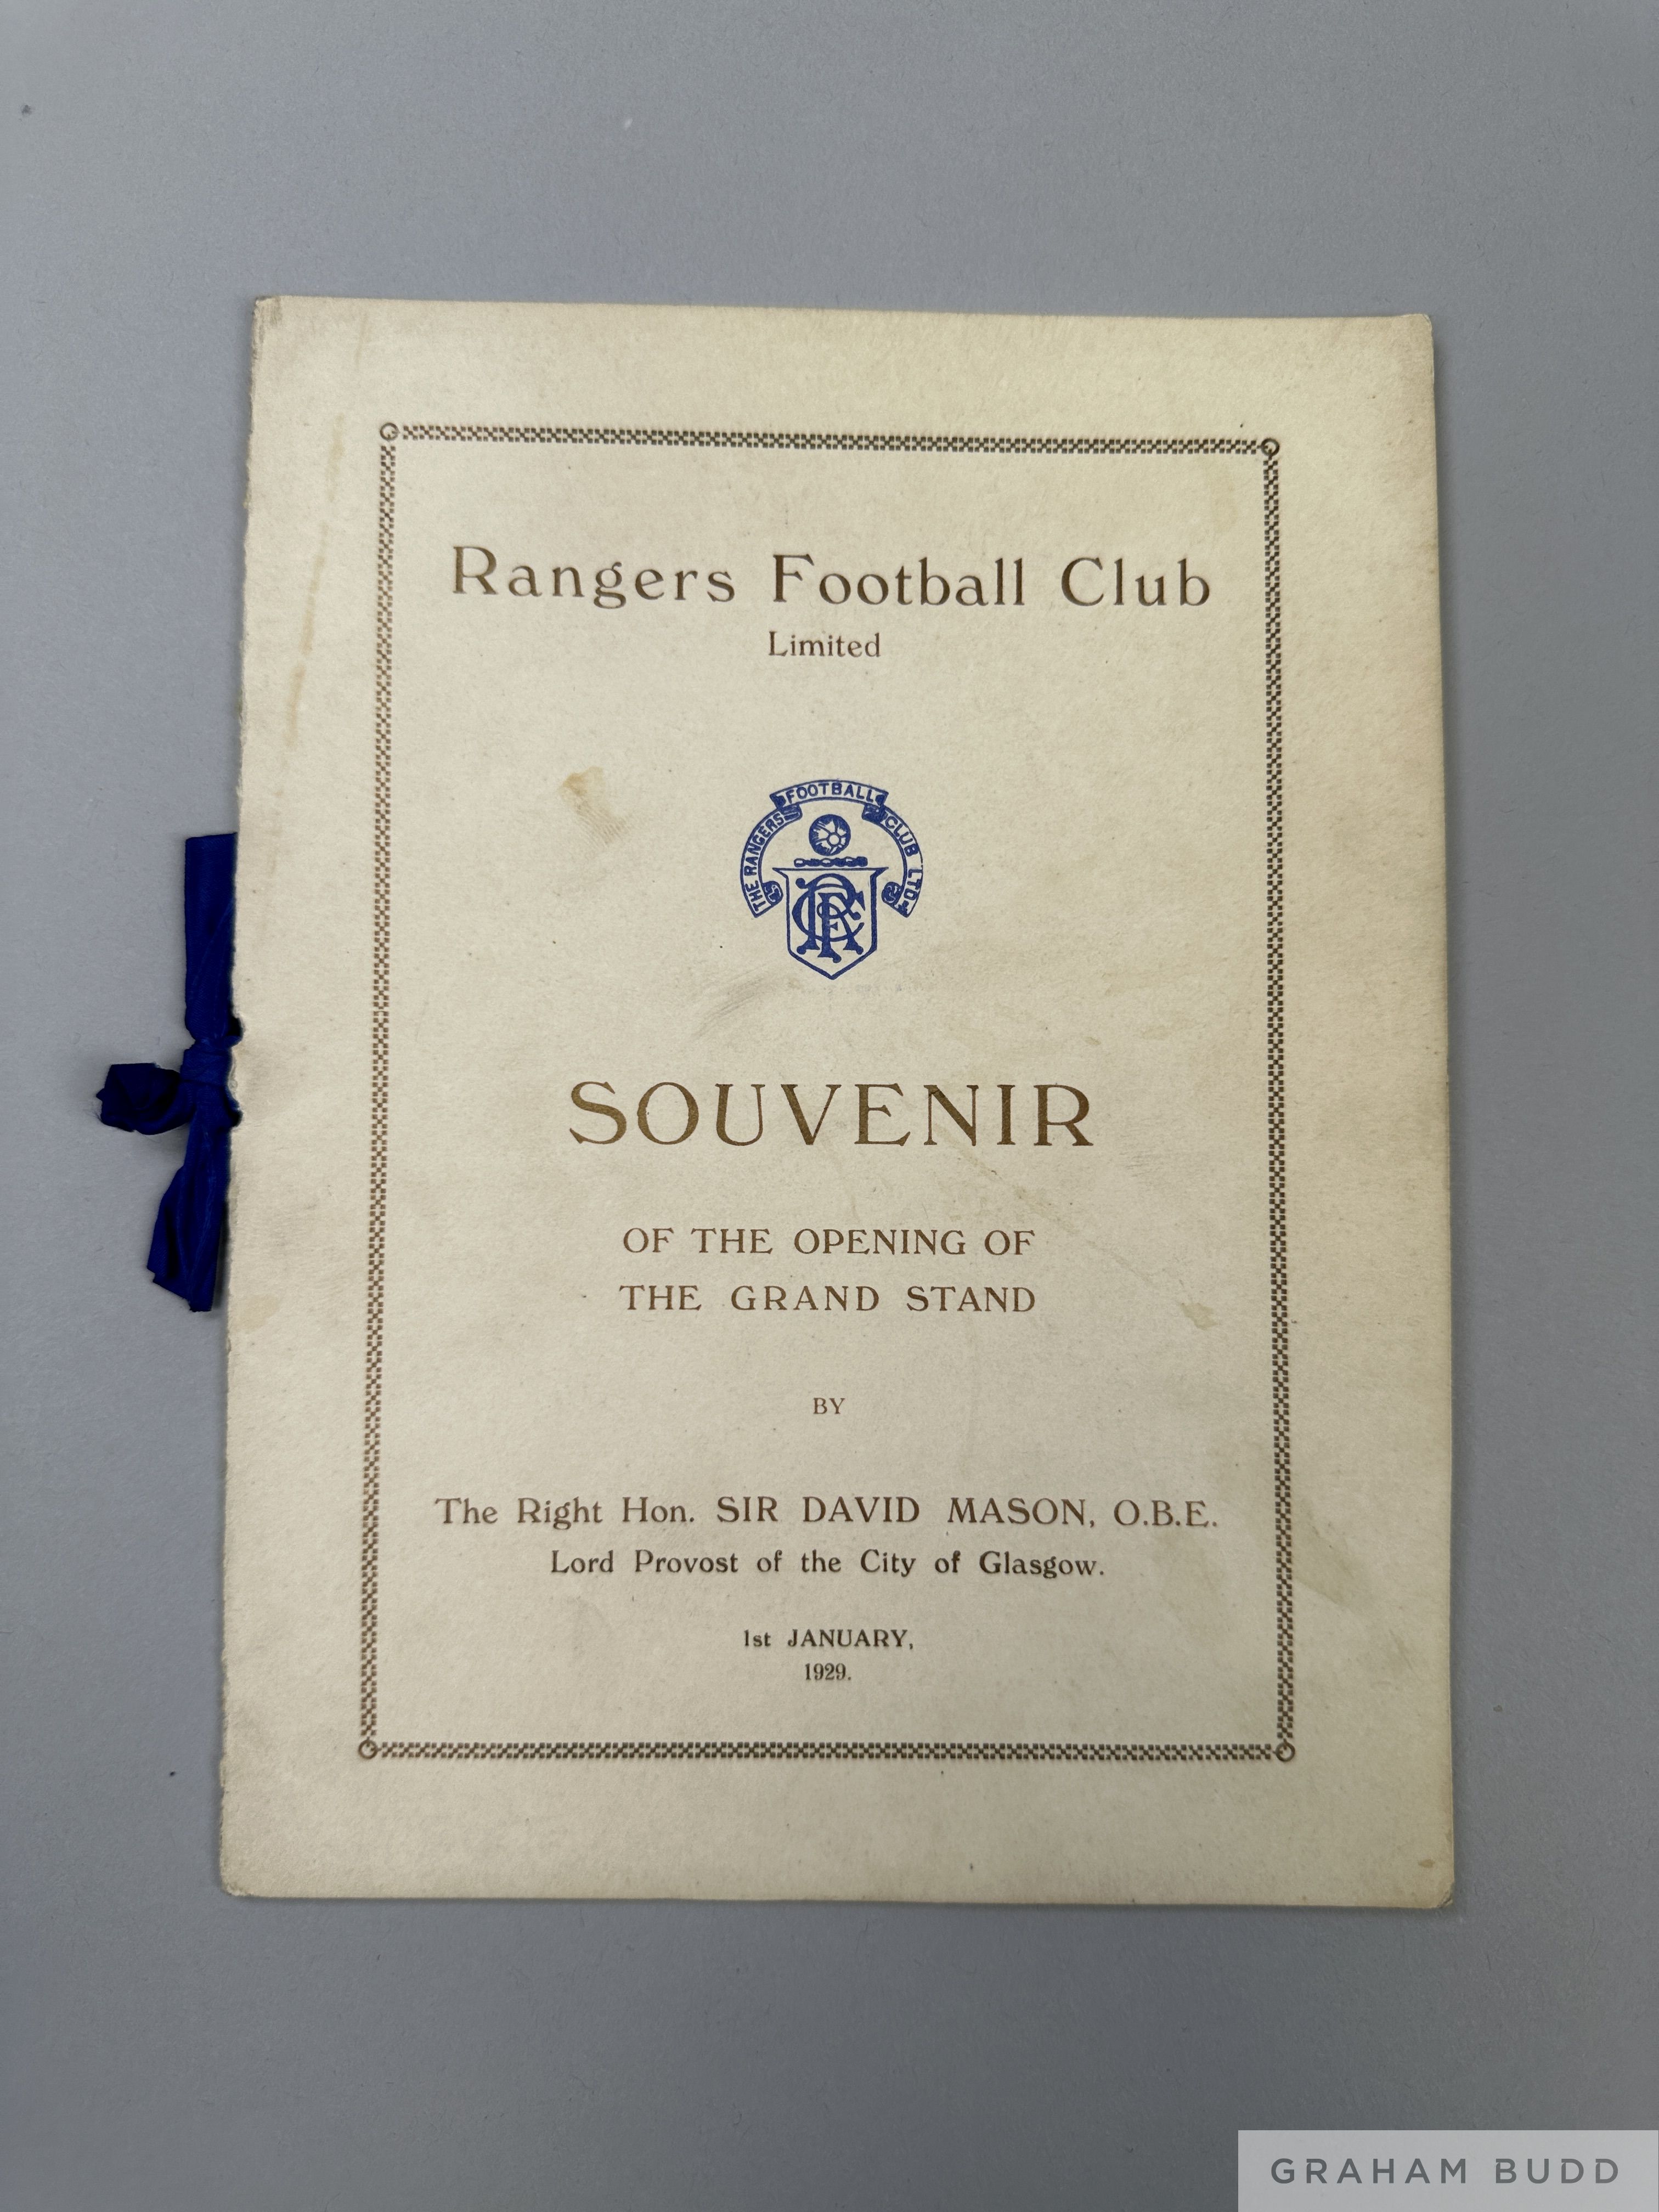 Rangers Football Club
Limited
THE RANGERS FOOTBALL CLUB LTD
SOUVENIR
OF THE OPENING OF
THE GRAND STAND
BY
The Right Hon. SIR DAVID MASON, O.B.E.
Lord Provost of the City of Glasgow.
1st JANUARY,
1929.
GRAHAM BUDD